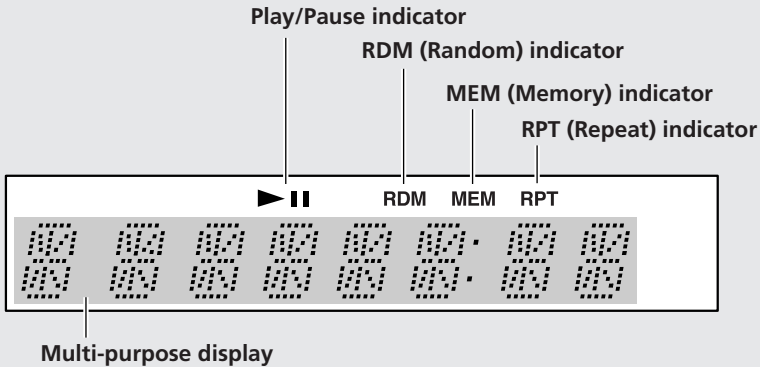 Play/Pause indicator
RDM (Random) indicator
MEM (Memory) indicator
RPT (Repeat) indicator
RDM MEM RPT
Multi-purpose display